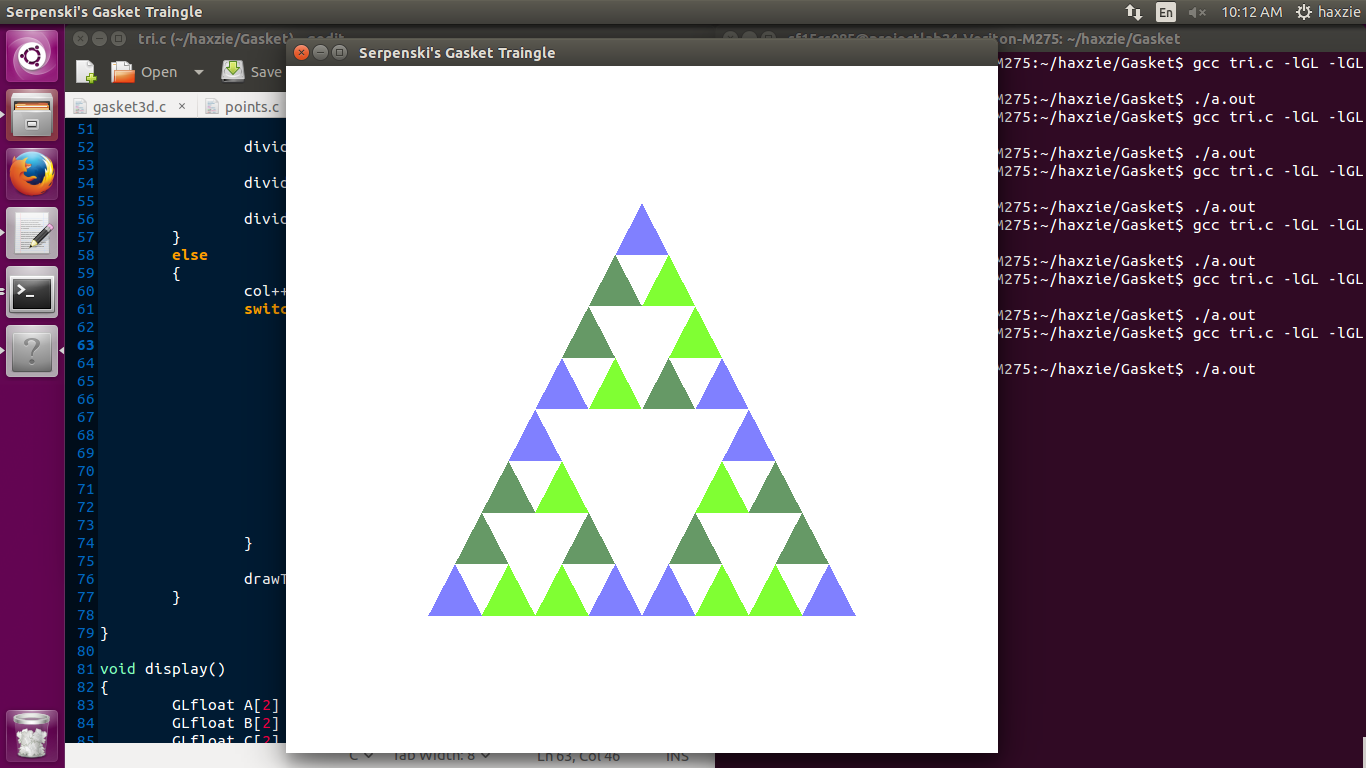 Serpenski's Gasket Traingle
En
10:12 AM
haxzie
tri.c (~/haxzie/Gasket) - gedit
Open
Save
gasket3d.c ×
points.c
51
52 divid
53
54 divid
55
56 divid
57 }
58 else
59 {
60 col++
61 switc
62
63
64
65
66
67
68
69
70
71
72
73
74 }
75
76 drawT
77 }
78
79 }
80
81 void display()
82 {
83 GLfloat A[2]
84 GLfloat B[2]
85 GLfloat C[2]
C
Tab Width: 8
Ln 63, Col 46
INS
Serpenski's Gasket Traingle
-M275: ~/haxzie/Gasket
M275:~/haxzie/Gasket$ gcc tri.c -lGL -lGL
M275:~/haxzie/Gasket$ ./a.out
M275:~/haxzie/Gasket$ gcc tri.c -lGL -lGL
M275:~/haxzie/Gasket$ ./a.out
M275:~/haxzie/Gasket$ gcc tri.c -lGL -lGL
M275:~/haxzie/Gasket$ ./a.out
M275:~/haxzie/Gasket$ gcc tri.c -lGL -lGL
M275:~/haxzie/Gasket$ ./a.out
M275:~/haxzie/Gasket$ gcc tri.c -lGL -lGL
M275:~/haxzie/Gasket$ ./a.out
M275:~/haxzie/Gasket$ gcc tri.c -lGL -lGL
M275:~/haxzie/Gasket$ ./a.out